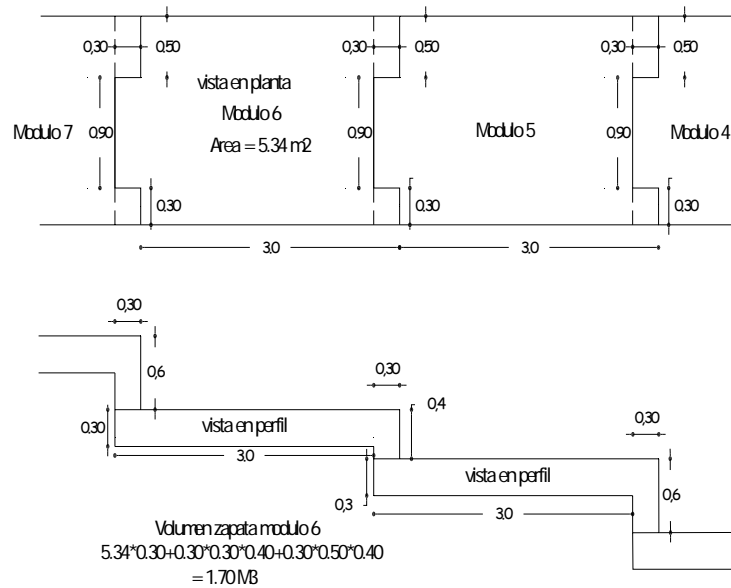 0,30 0,50 0,30 0,50 0,30 0,50
vista en planta
Modulo 7 0,90 Modulo 6 0,90 Modulo 5 0,90 Modulo 4
Area = 5.34 m2
0,30 0,30 0,30
3.0 3.0
0,30
0,6 0,30
0,4 0,30
0,30 vista en perfil
3.0 vista en perfil
0,3 0,6
3.0
Volumen zapata modulo 6
5.34*0.30+0.30*0.30*0.40+0.30*0.50*0.40
= 1.70 M3